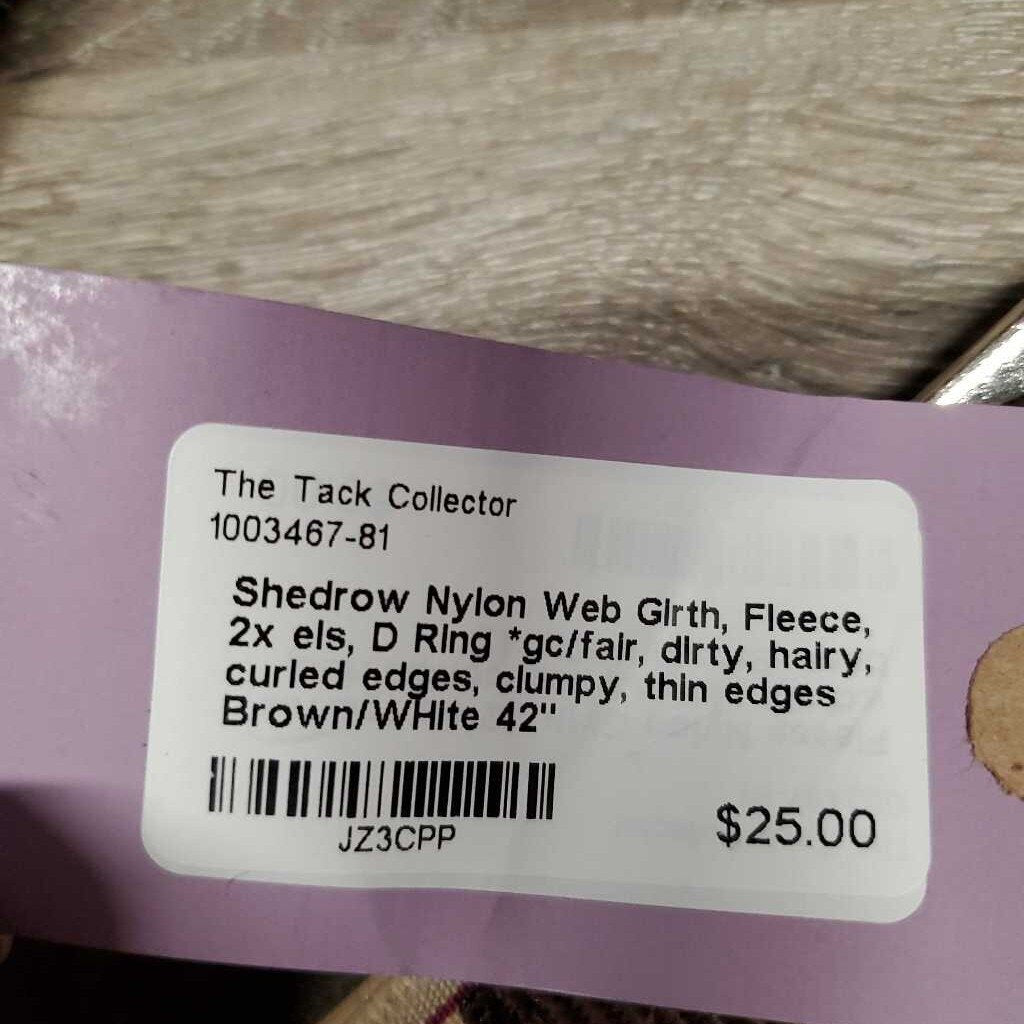 The Tack Collector
1003467-81
Shedrow Nylon Web Girth, Fleece,
2x els, D Ring *gc/fair, dirty, hairy,
curled edges, clumpy, thin edges
Brown/WHite 42"
JZ3CPP
$25.00